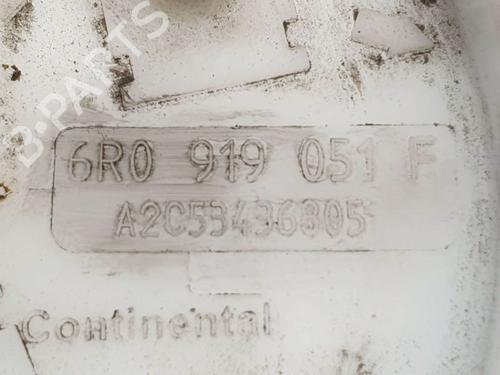 B-PARTS
6R0 919 051 F
A2C53436805
Continental